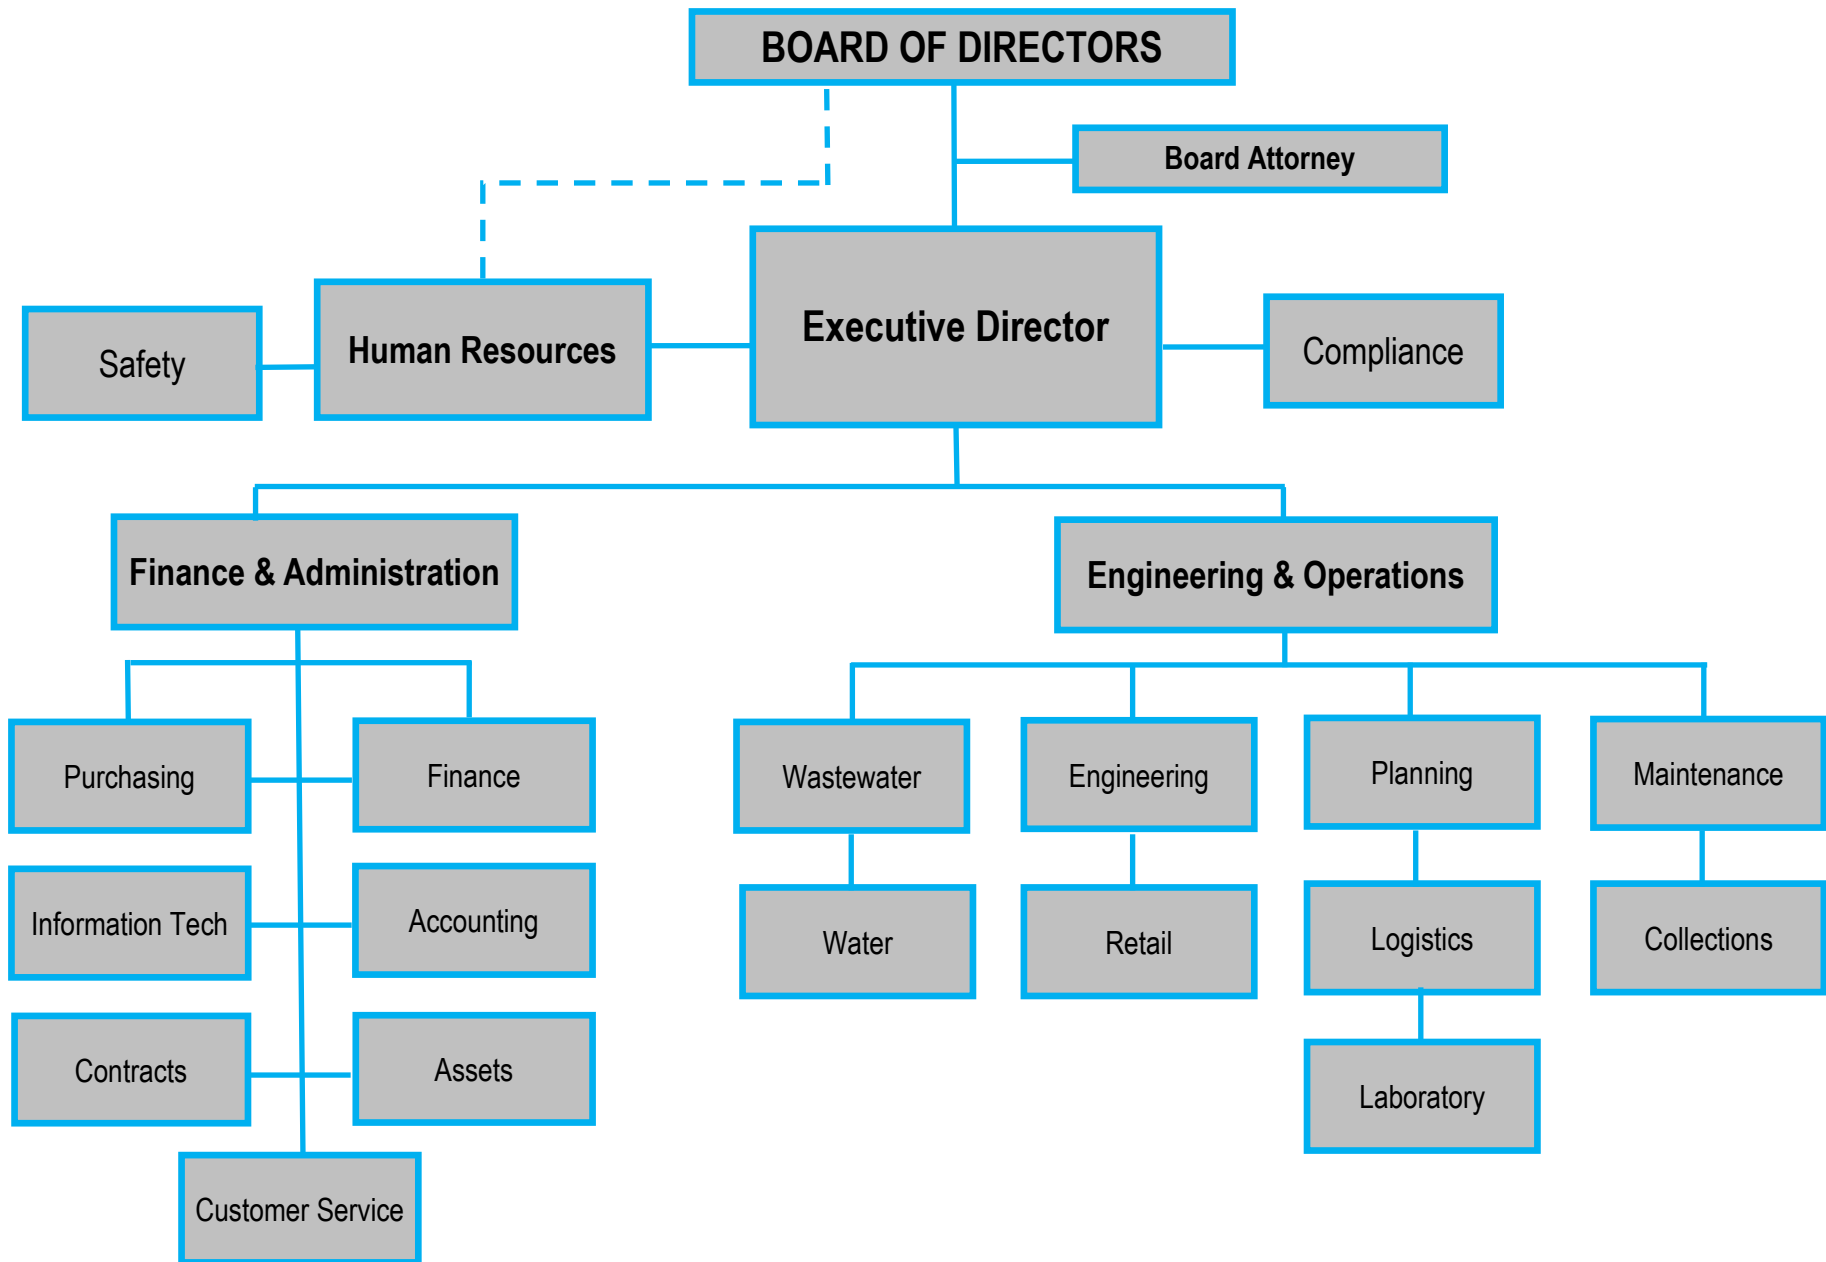 BOARD OF DIRECTORS
Board Attorney
Executive Director
Human Resources
Safety
Compliance
Finance & Administration
Engineering & Operations
Purchasing
Finance
Wastewater
Engineering
Planning
Maintenance
Information Tech
Accounting
Water
Retail
Logistics
Collections
Contracts
Assets
Laboratory
Customer Service